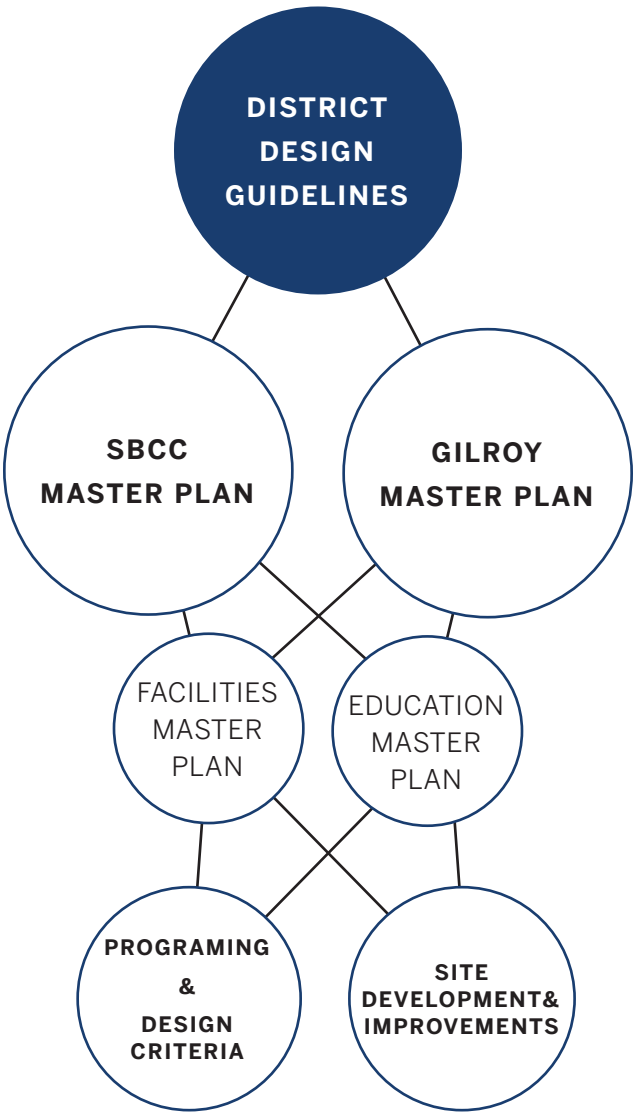 DISTRICT
DESIGN
GUIDELINES
SBCC
MASTER PLAN
GILROY
MASTER PLAN
FACILITIES
MASTER
PLAN
EDUCATION
MASTER
PLAN
PROGRAMING
&
DESIGN
CRITERIA
SITE
DEVELOPMENT&
IMPROVEMENTS